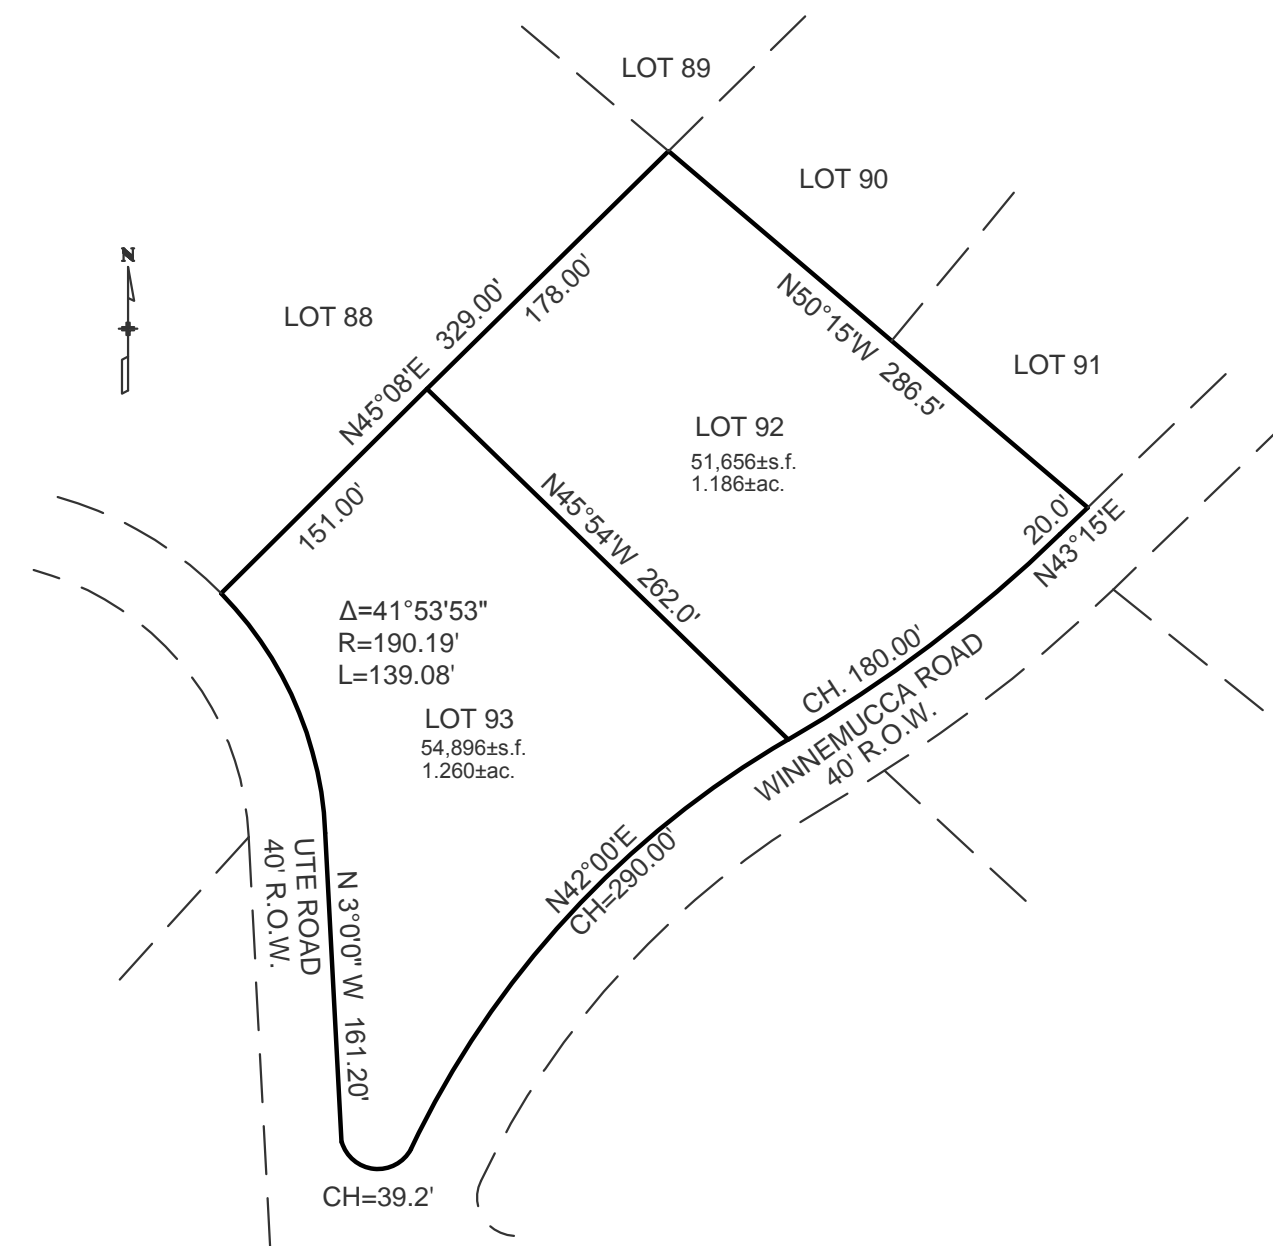 LOT 89
LOT 90
N
LOT 88
N45°08'E 329.00'
178.00'
N50°15'W 286.5'
LOT 91
LOT 92
51,656±s.f.
1.186±ac.
151.00'
N45°54'W 262.0'
20.0'
N43°15'E
Δ=41°53'53"
R=190.19'
L=139.08'
LOT 93
54,896±s.f.
1.260±ac.
CH. 180.00'
WINNEMUCCA ROAD
40' R.O.W.
N42°00'E
CH=290.00'
UTE ROAD
40' R.O.W.
N 3°0'0" W 161.20'
CH=39.2'